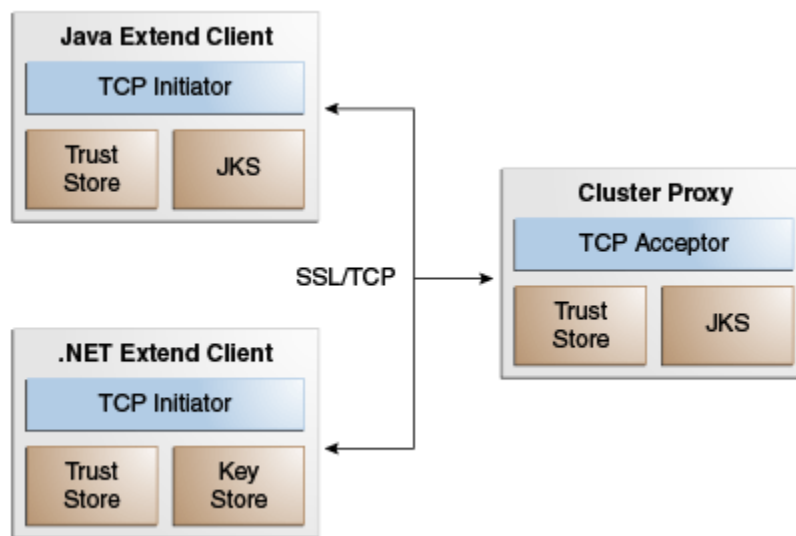 Java Extend Client
TCP Initiator
Trust
Store
JKS
SSL/TCP
.NET Extend Client
TCP Initiator
Trust
Store
Key
Store
Cluster Proxy
TCP Acceptor
Trust
Store
JKS